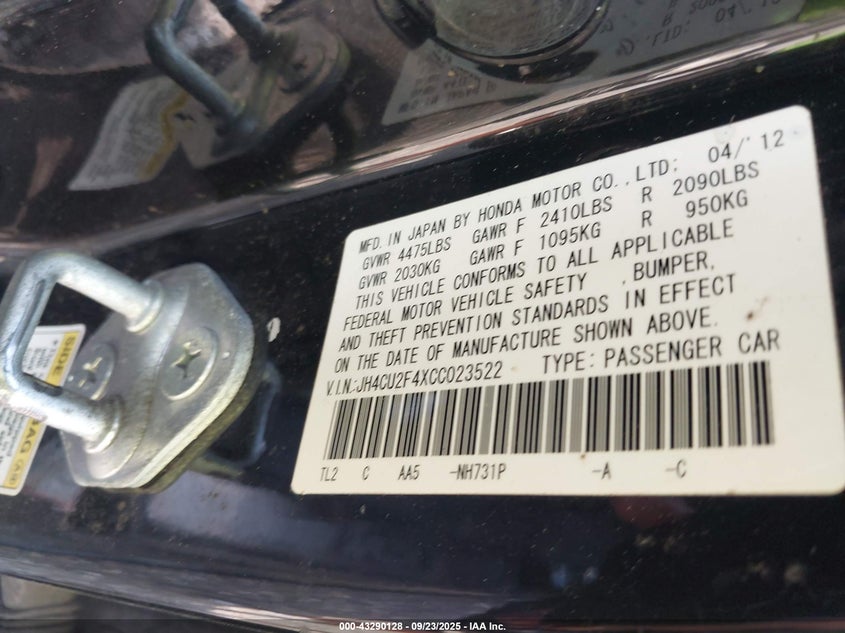 MFD. IN JAPAN BY HONDA MOTOR CO., LTD: 04/'12
GVWR 4475LBS GAWR F 2410LBS R 2090LBS
GVWR 2030KG GAWR F 1095KG R 950KG
THIS VEHICLE CONFORMS TO ALL APPLICABLE
FEDERAL MOTOR VEHICLE SAFETY , BUMPER,
AND THEFT PREVENTION STANDARDS IN EFFECT
ON THE DATE OF MANUFACTURE SHOWN ABOVE.
V.I.N.:JH4CU2F4XCC023522 TYPE: PASSENGER CAR
TL2 C AA5 -NH731P -A -C
SIDE
000-43290128 - 09/23/2025 - IAA Inc.